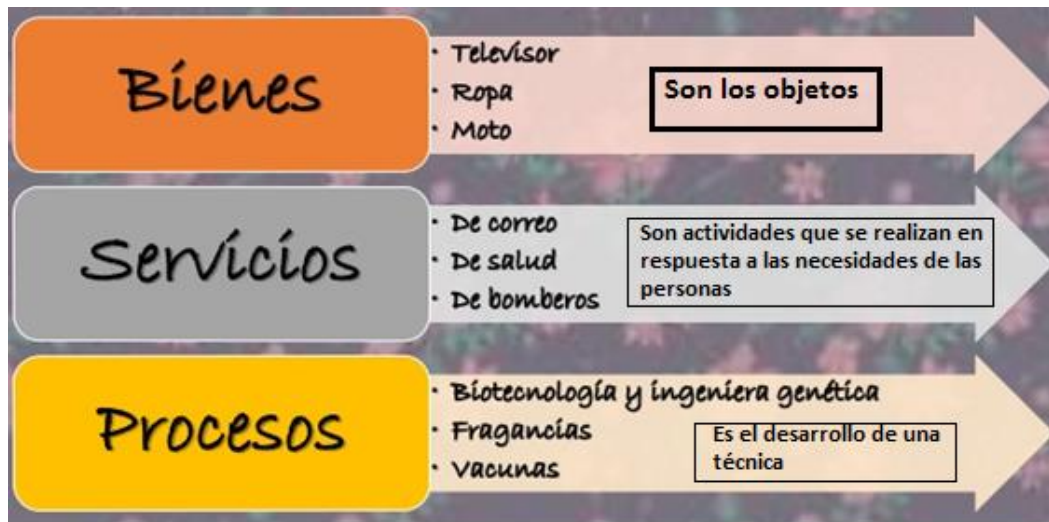 Bienes
· Televisor
· Ropa
· Moto
Son los objetos
Servicios
· De correo
· De salud
· De bomberos
Son actividades que se realizan en
respuesta a las necesidades de las
personas
Procesos
· Biotecnología y ingeniera genética
· Fragancias
· Vacunas
Es el desarrollo de una
técnica